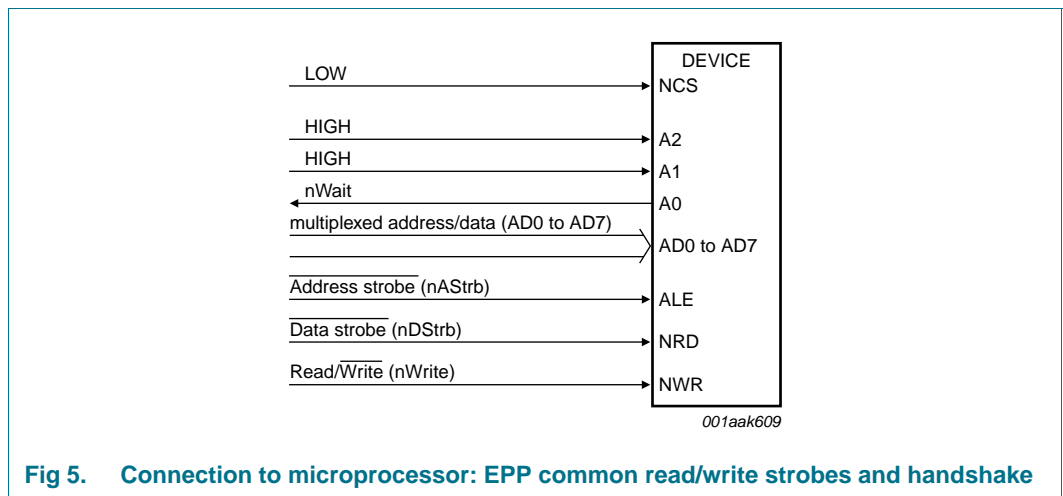 DEVICE
LOW
NCS
HIGH
A2
HIGH
A1
nWait
A0
multiplexed address/data (AD0 to AD7)
AD0 to AD7
Address strobe (nAStrb)
ALE
Data strobe (nDStrb)
NRD
Read/Write (nWrite)
NWR
001aak609
Fig 5. Connection to microprocessor: EPP common read/write strobes and handshake